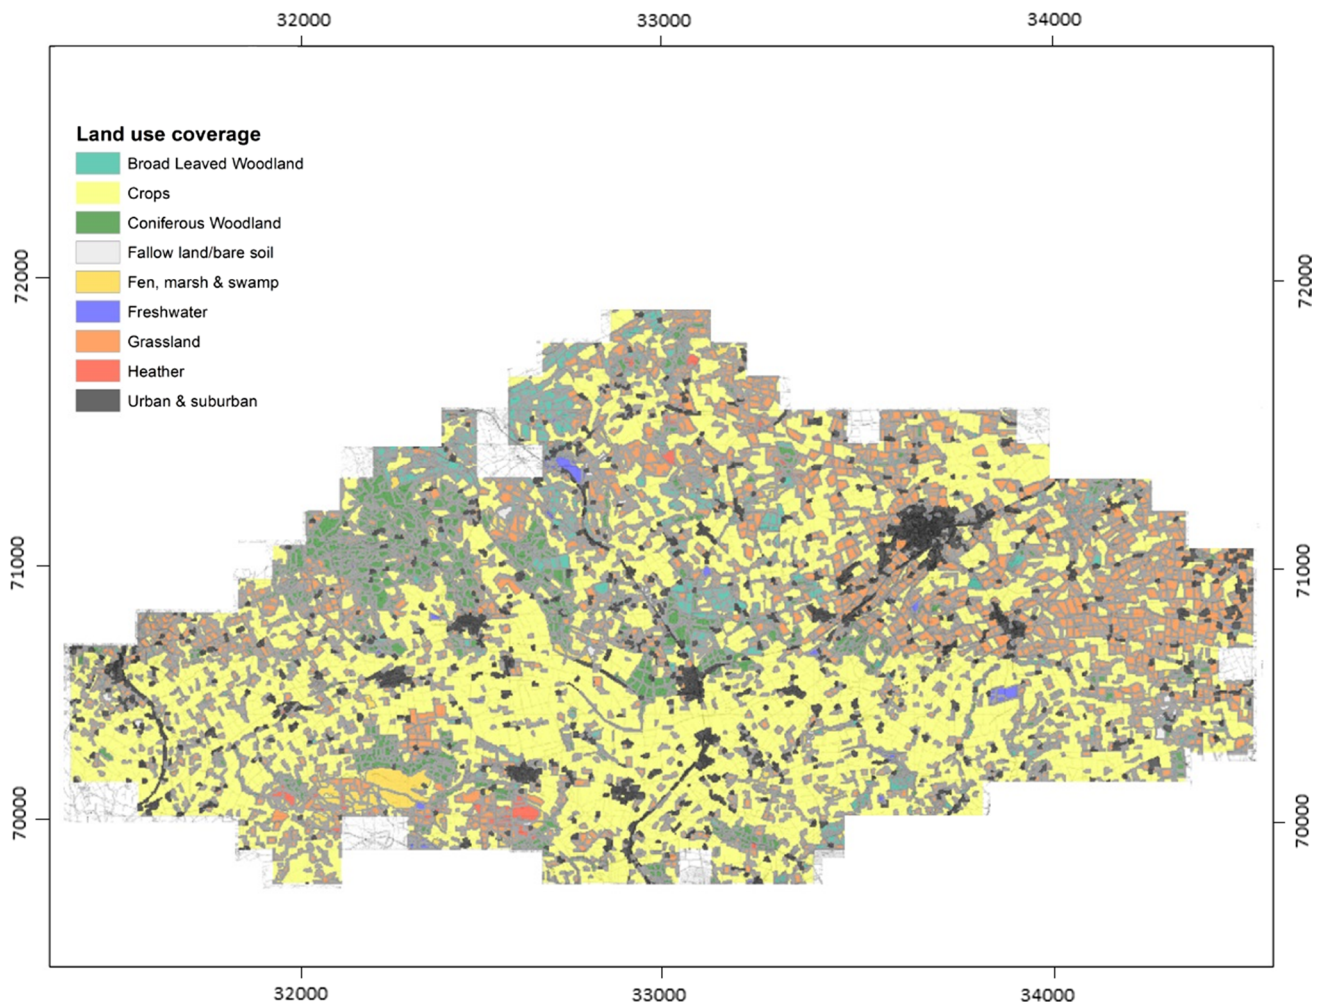 32000
33000
34000
Land use coverage
Broad Leaved Woodland
Crops
Coniferous Woodland
Fallow land/bare soil
Fen, marsh & swamp
Freshwater
Grassland
Heather
Urban & suburban
72000
71000
70000
72000
71000
70000
32000
33000
34000